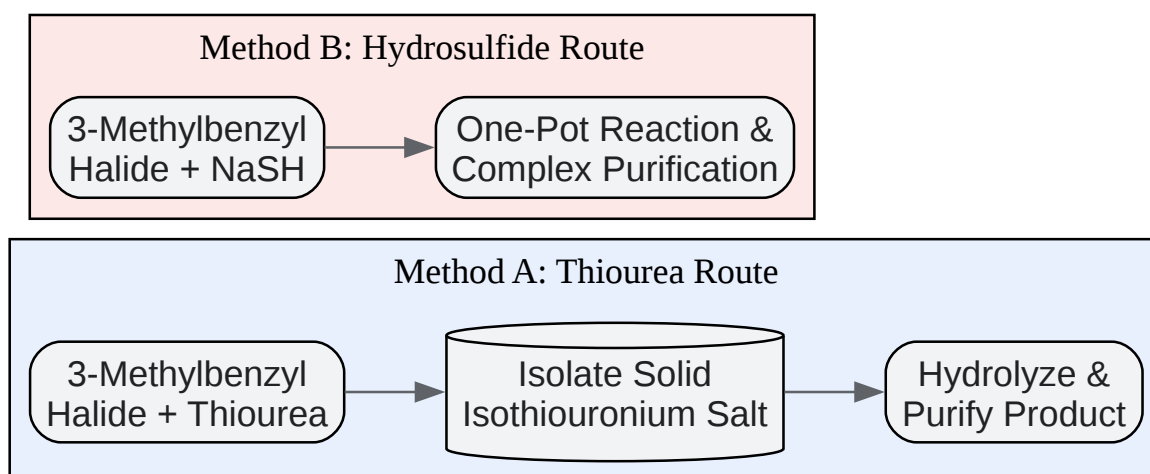 Method B: Hydrosulfide Route
3-Methylbenzyl
Halide + NaSH
One-Pot Reaction &
Complex Purification
Method A: Thiourea Route
3-Methylbenzyl
Halide + Thiourea
Isolate Solid
Isothiouronium Salt
Hydrolyze &
Purify Product